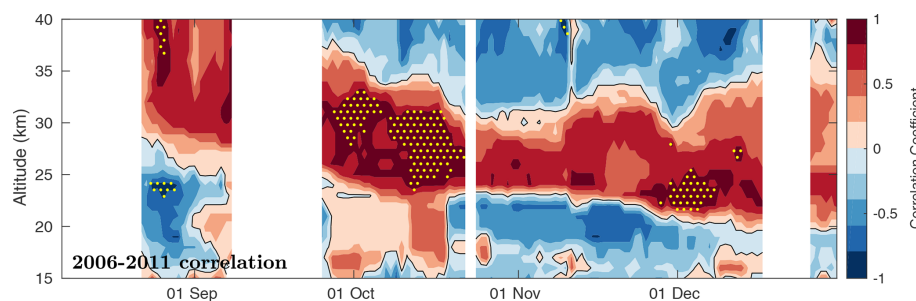 40
35
30
25
20
15
Altitude (km)
2006-2011 correlation
01 Sep
01 Oct
01 Nov
01 Dec
1
0.5
0
-0.5
-1
Correlation Coefficient